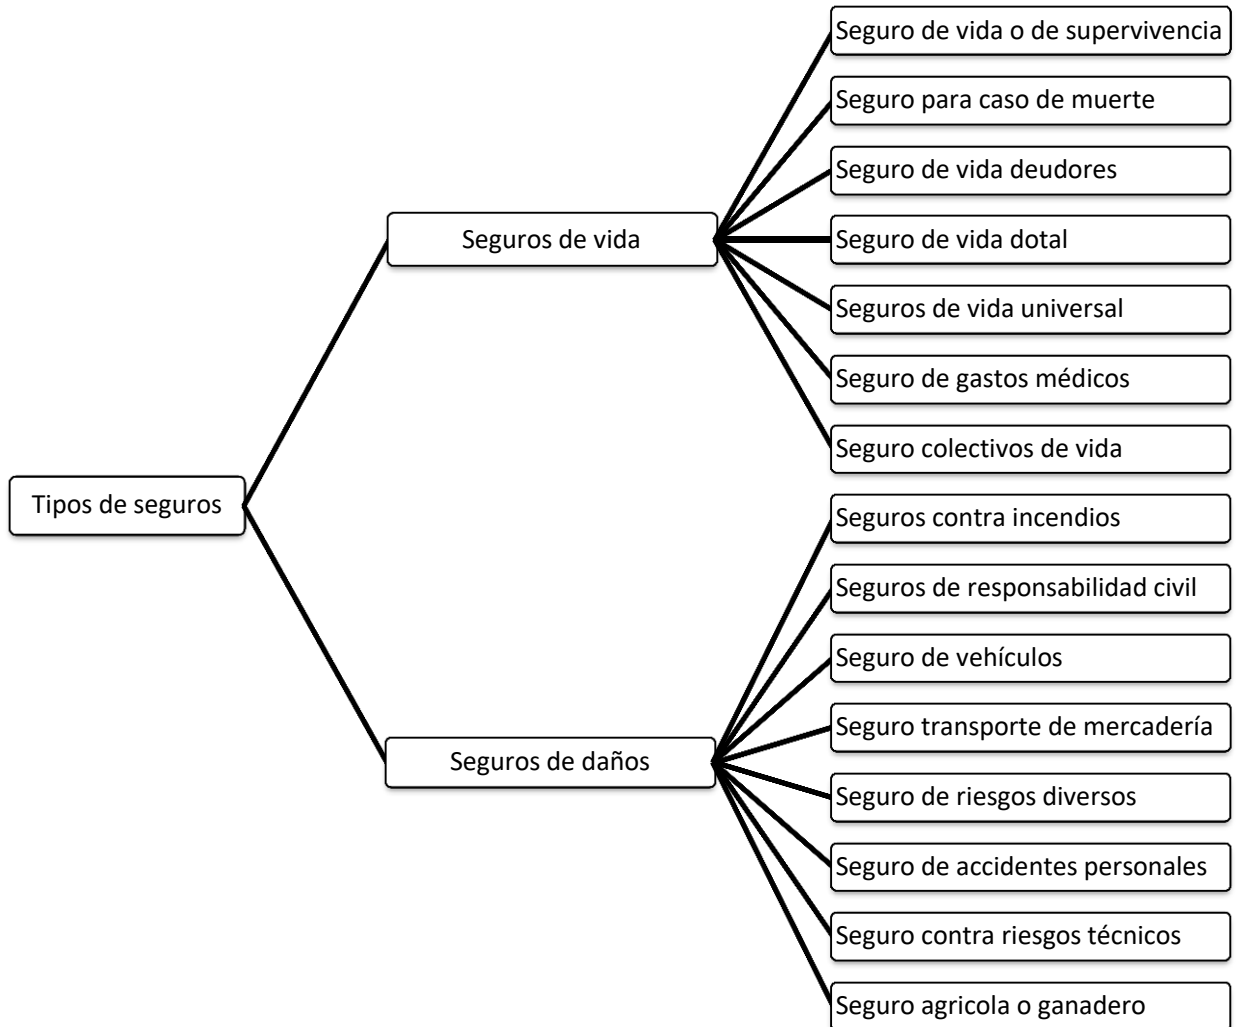 Tipos de seguros
Seguros de vida
Seguro de vida o de supervivencia
Seguro para caso de muerte
Seguro de vida deudores
Seguro de vida dotal
Seguros de vida universal
Seguro de gastos médicos
Seguro colectivos de vida
Seguros de daños
Seguros contra incendios
Seguros de responsabilidad civil
Seguro de vehículos
Seguro transporte de mercadería
Seguro de riesgos diversos
Seguro de accidentes personales
Seguro contra riesgos técnicos
Seguro agricola o ganadero